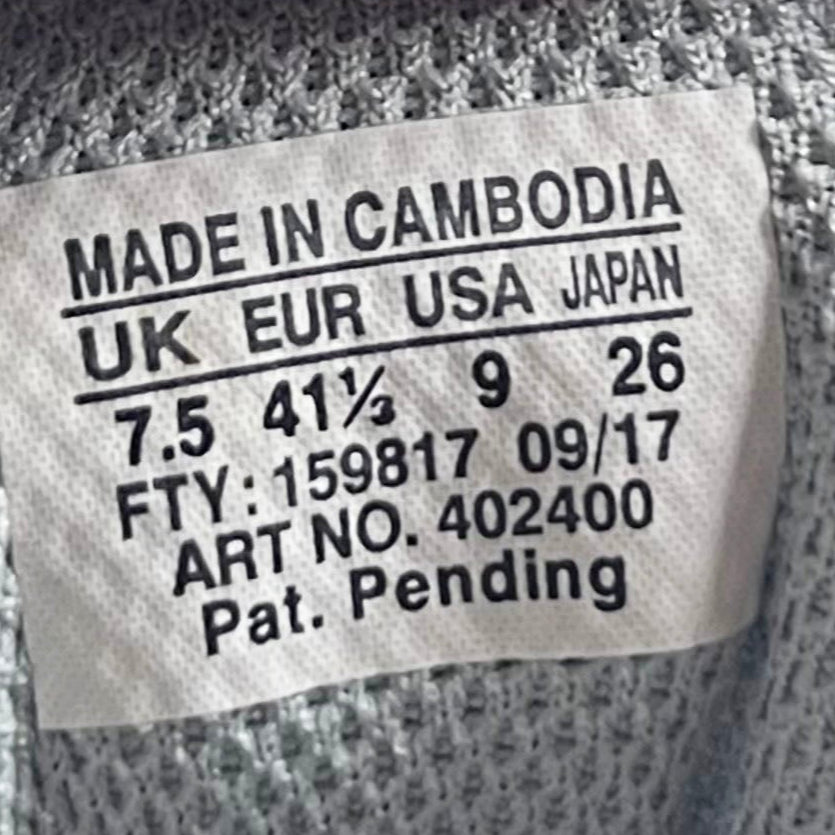 MADE IN CAMBODIA
UK EUR USA JAPAN
7.5 41⅓ 9 26
FTY: 159817 09/17
ART NO. 402400
Pat. Pending